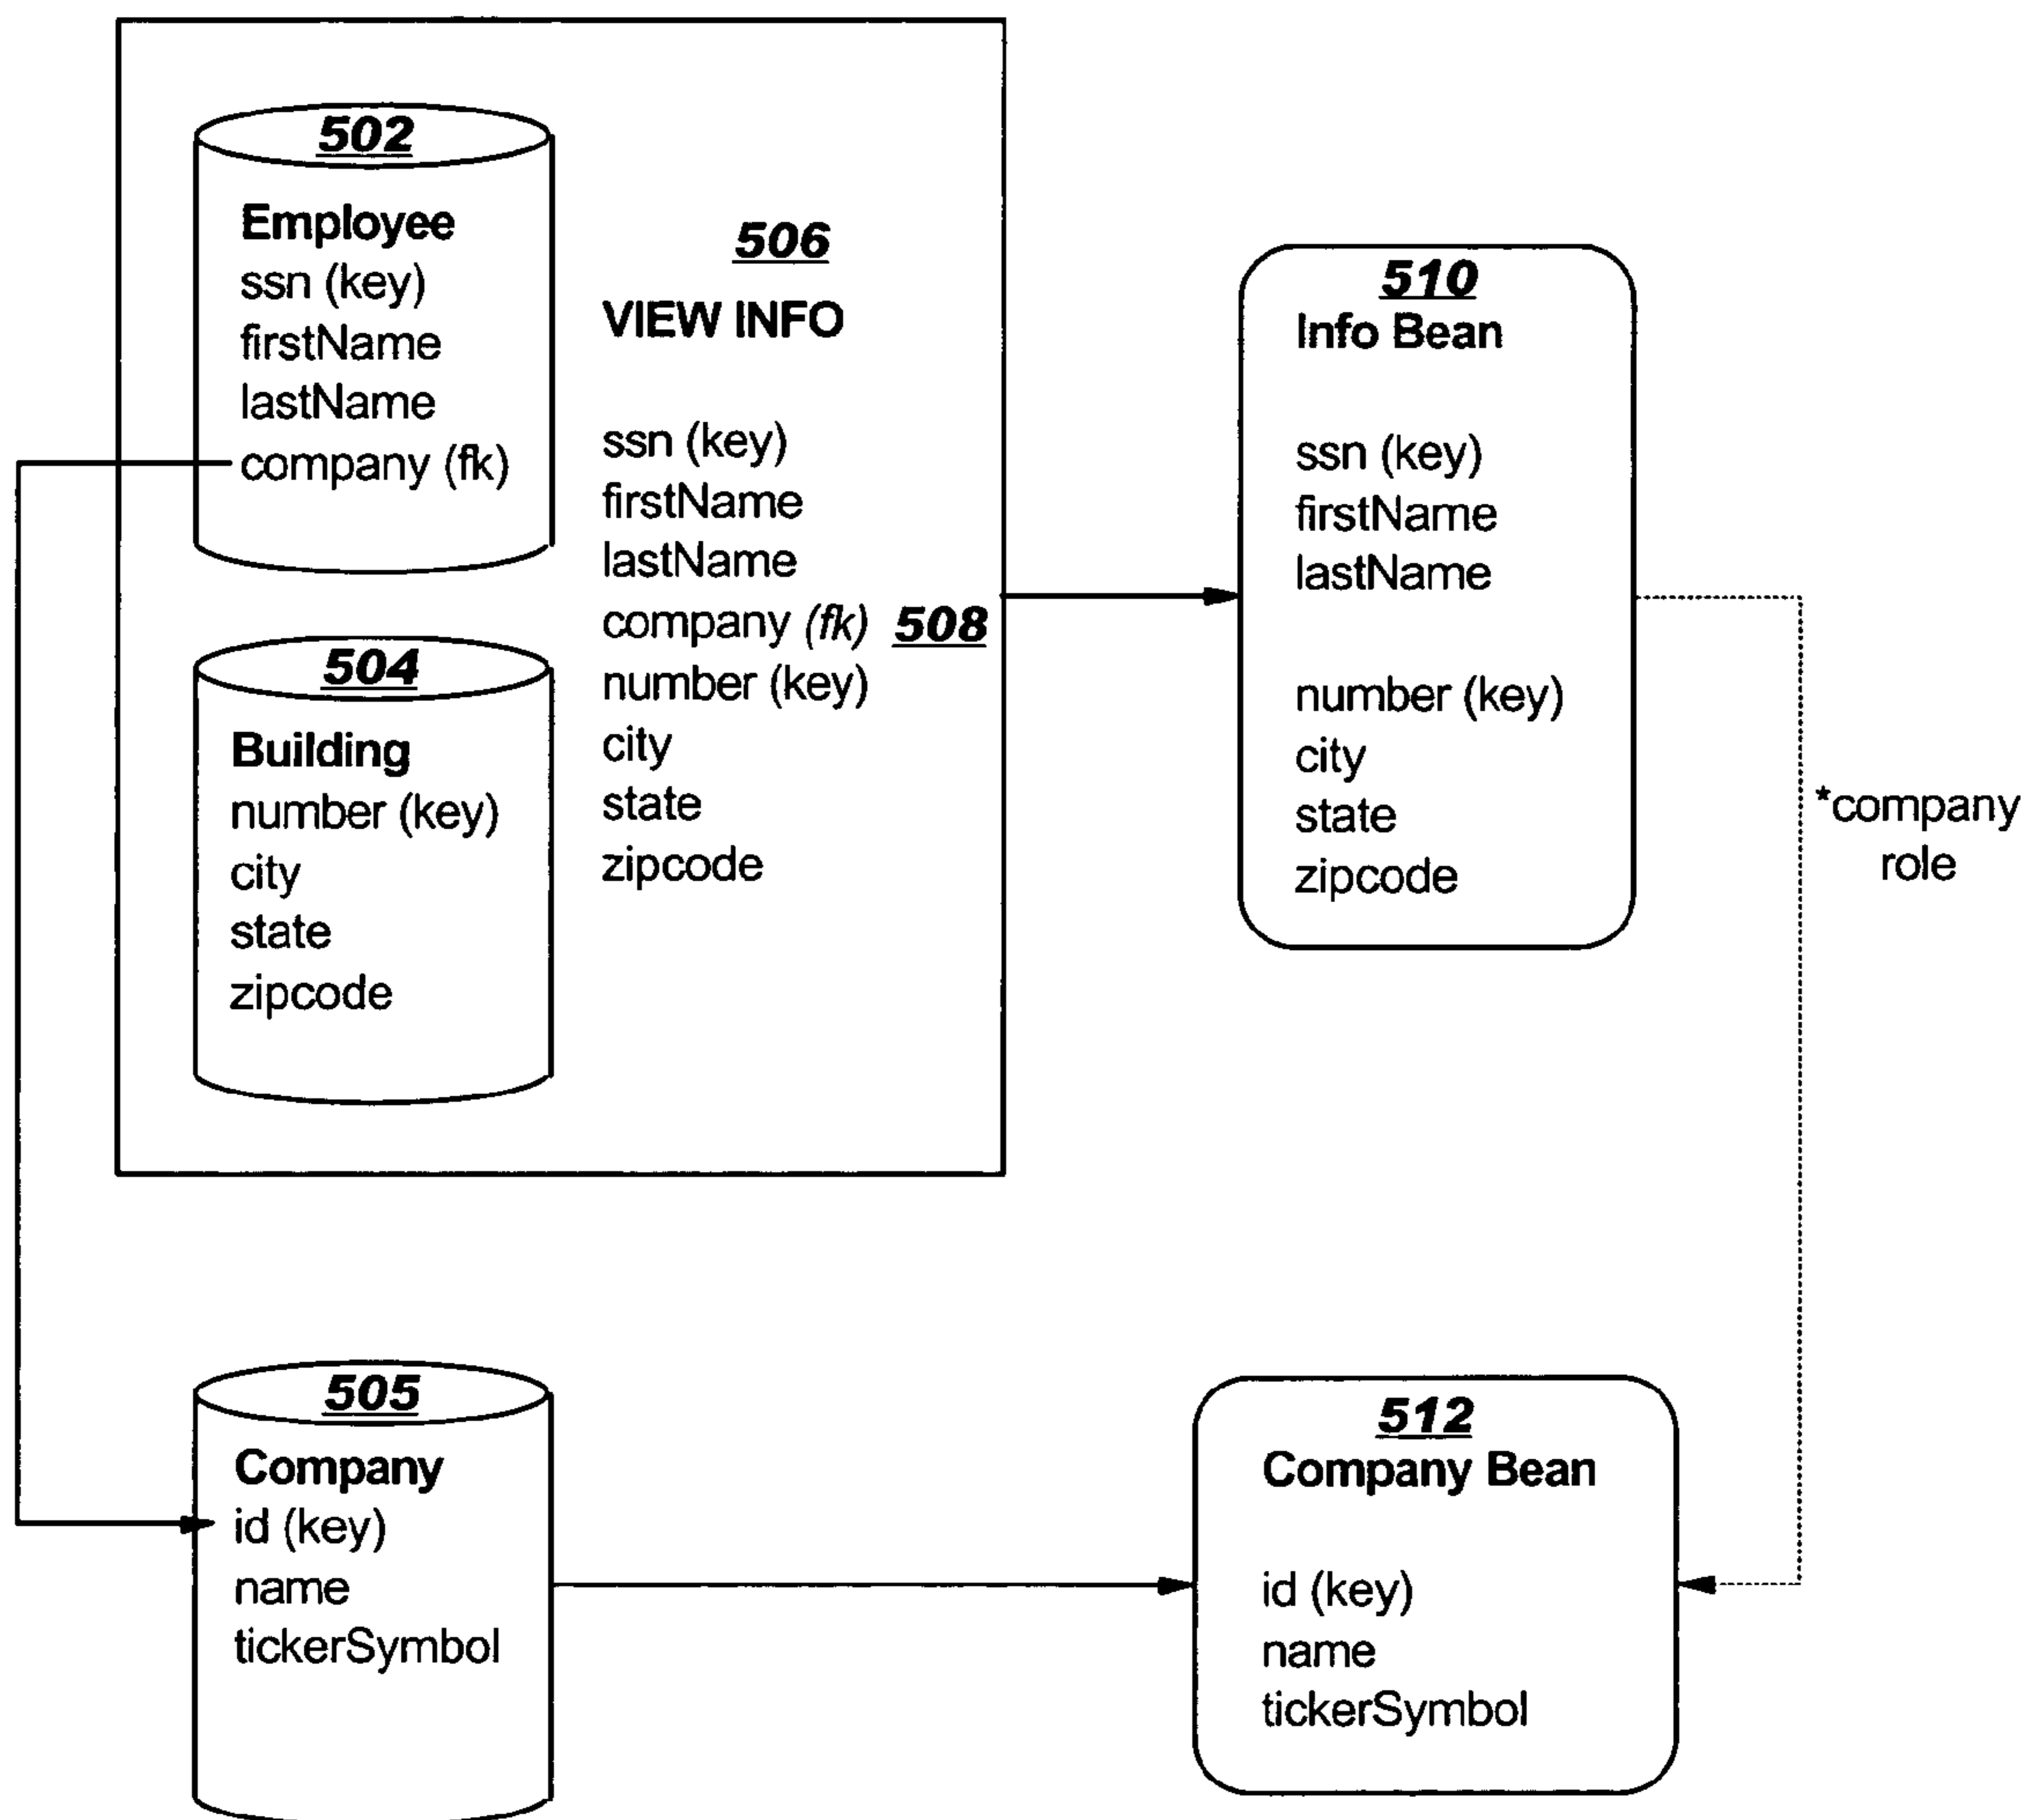 502
Employee
ssn (key)
firstName
lastName
company (fk)
504
Building
number (key)
city
state
zipcode
506
VIEW INFO
ssn (key)
firstName
lastName
company (fk) 508
number (key)
city
state
zipcode
510
Info Bean
ssn (key)
firstName
lastName
number (key)
city
state
zipcode
*company
role
505
Company
id (key)
name
tickerSymbol
512
Company Bean
id (key)
name
tickerSymbol